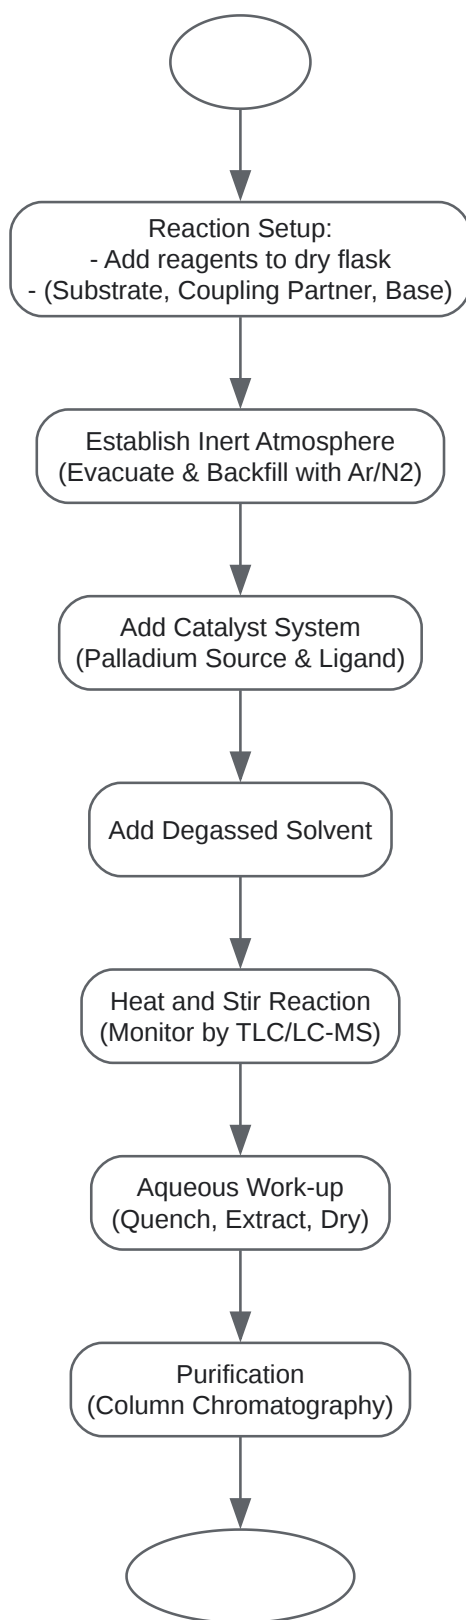 Reaction Setup:
- Add reagents to dry flask
- (Substrate, Coupling Partner, Base)
Establish Inert Atmosphere
(Evacuate & Backfill with Ar/N2)
Add Catalyst System
(Palladium Source & Ligand)
Add Degassed Solvent
Heat and Stir Reaction
(Monitor by TLC/LC-MS)
Aqueous Work-up
(Quench, Extract, Dry)
Purification
(Column Chromatography)